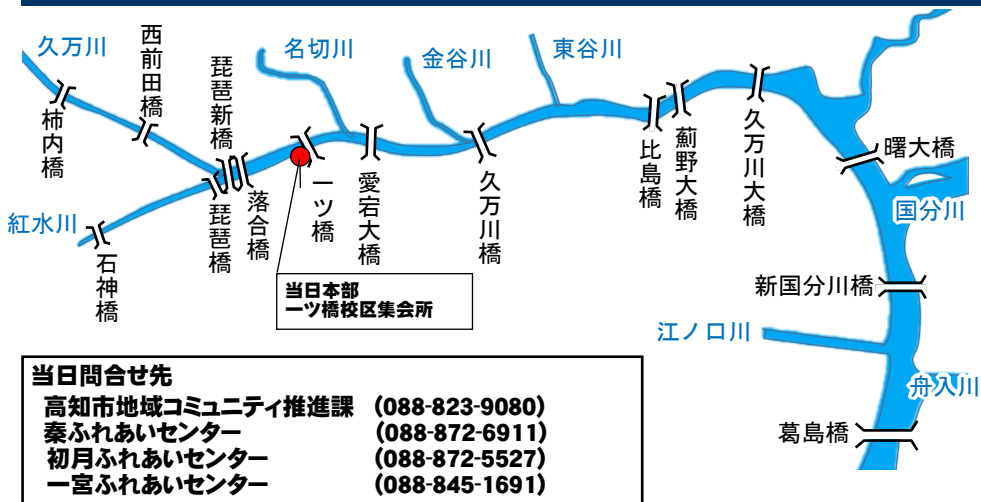 久万川
西前田橋
琵琶新橋
名切川
金谷川
東谷川
柿内橋
琵琶橋
落合橋
一ツ橋
愛宕大橋
久万川橋
比島橋
薊野大橋
久万川大橋
曙大橋
紅水川
石神橋
国分川
当日本部
一ツ橋校区集会所
新国分川橋
江ノ口川
舟入川
葛島橋
当日問合せ先
高知市地域コミュニティ推進課 (088-823-9080)
秦ふれあいセンター (088-872-6911)
初月ふれあいセンター (088-872-5527)
一宮ふれあいセンター (088-845-1691)